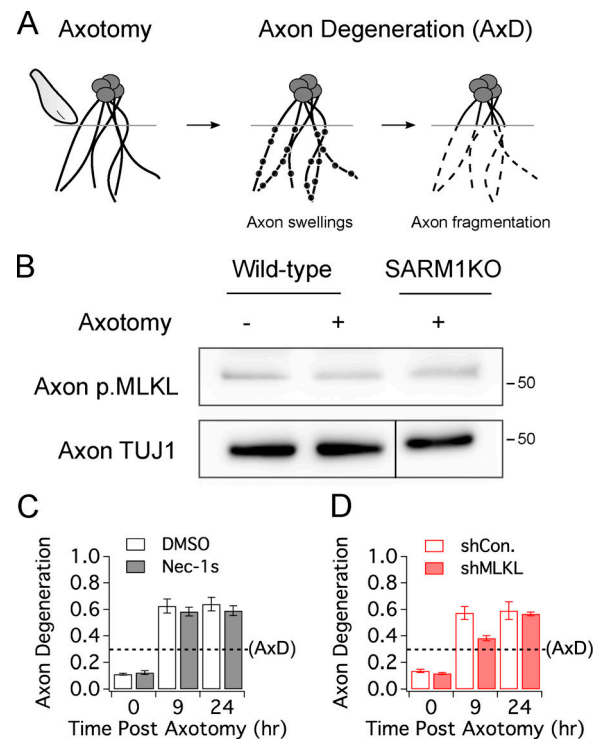 A
Axotomy
Axon Degeneration (AxD)
Axon swellings
Axon fragmentation
B
Wild-type
SARM1KO
Axotomy - + +
Axon p.MLKL
-50
Axon TUJ1
-50
C
DMSO
Nec-1s
Axon Degeneration
1.0
0.8
0.6
0.4
0.2
0.0
(AxD)
0 9 24
Time Post Axotomy (hr)
D
shCon.
shMLKL
Axon Degeneration
1.0
0.8
0.6
0.4
0.2
0.0
(AxD)
0 9 24
Time Post Axotomy (hr)